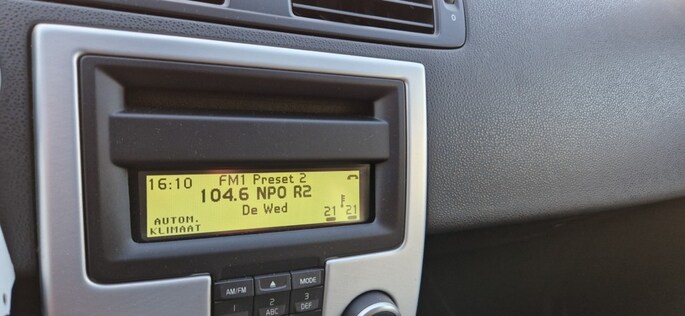 0
16:10 FM1 Preset 2
104.6 NPO R2
De Wed
AUTOM. 21 21
KLIMAAT
AM/FM MODE
1 2 ABC 3 DEF